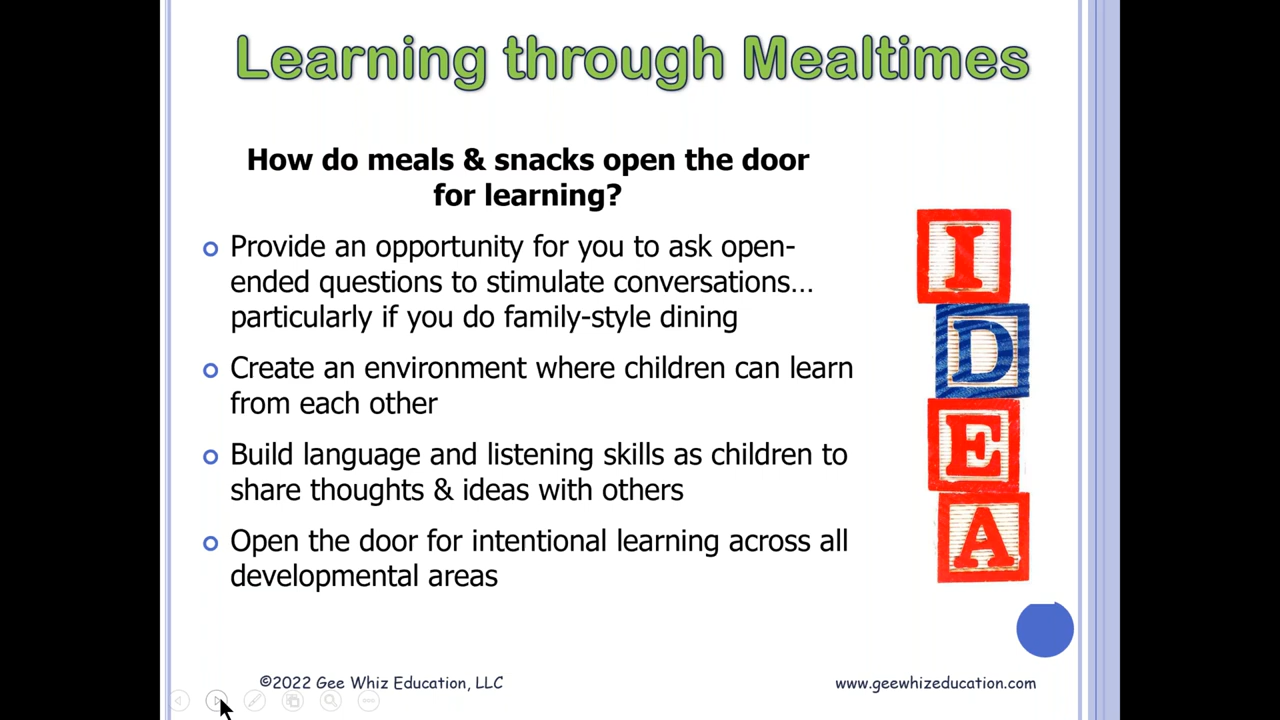 Learning through Mealtimes
How do meals & snacks open the door
for learning?
Provide an opportunity for you to ask open-
ended questions to stimulate conversations…
particularly if you do family-style dining
Create an environment where children can learn
from each other
Build language and listening skills as children to
share thoughts & ideas with others
Open the door for intentional learning across all
developmental areas
I
D
E
A
©2022 Gee Whiz Education, LLC
www.geewhizeducation.com